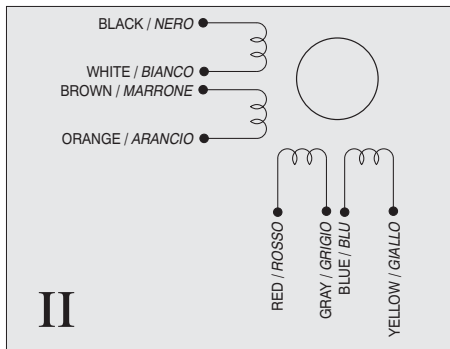 BLACK / NERO
WHITE / BIANCO
BROWN / MARRONE
ORANGE / ARANCIO
RED / ROSSO
GRAY / GRIGIO
BLUE / BLU
YELLOW / GIALLO
II